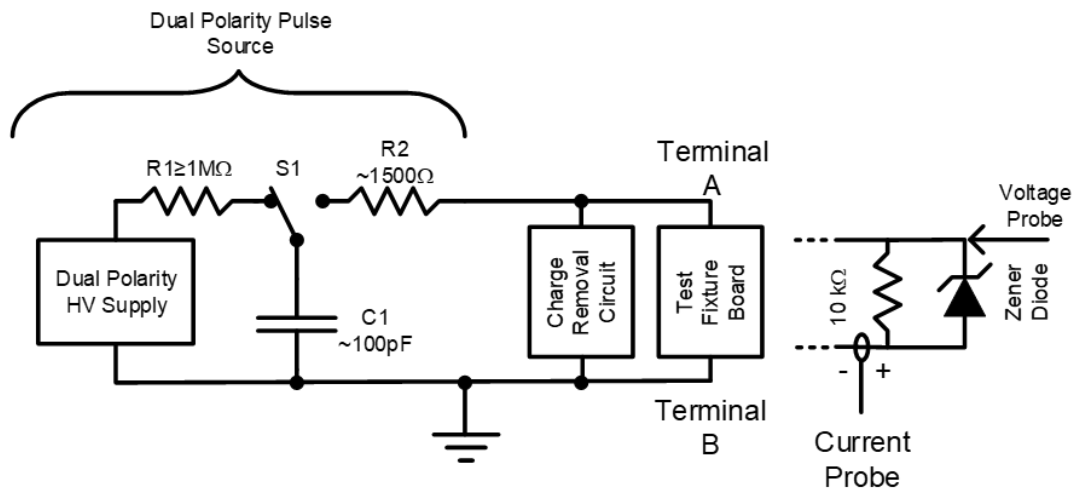 Dual Polarity Pulse
Source
R1≥1MΩ
S1
R2
~1500Ω
Terminal
A
Voltage
Probe
Dual Polarity
HV Supply
C1
~100pF
Charge
Removal
Circuit
Test
Fixture
Board
10 kΩ
Zener
Diode
- +
Terminal
B
Current
Probe